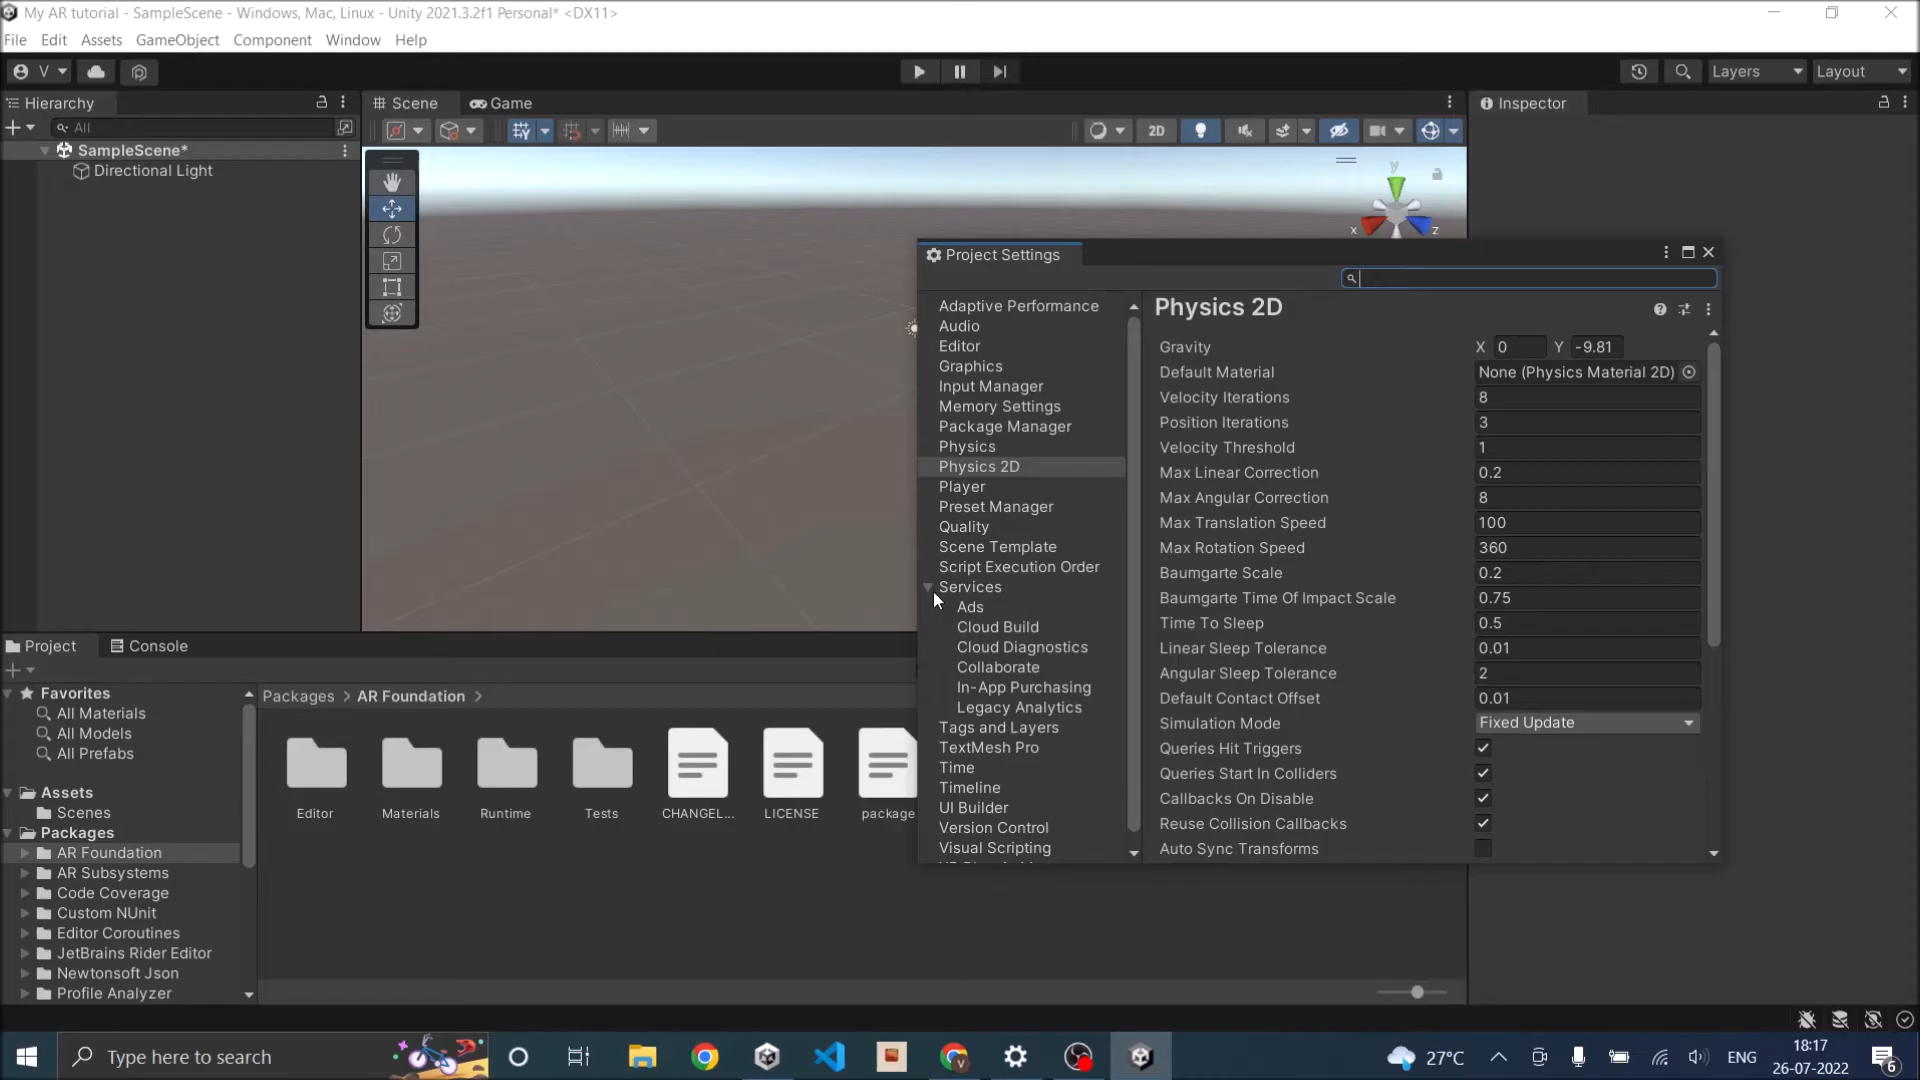 My AR tutorial - SampleScene - Windows, Mac, Linux - Unity 2021.3.2f1 Personal* <DX11>
File Edit Assets GameObject Component Window Help
V
Layers
Layout
Hierarchy
All
SampleScene*
Directional Light
Scene
Game
2D
y
x
z
Inspector
Project Settings
Adaptive Performance
Audio
Editor
Graphics
Input Manager
Memory Settings
Package Manager
Physics
Physics 2D
Player
Preset Manager
Quality
Scene Template
Script Execution Order
Services
Ads
Cloud Build
Cloud Diagnostics
Collaborate
In-App Purchasing
Legacy Analytics
Tags and Layers
TextMesh Pro
Time
Timeline
UI Builder
Version Control
Visual Scripting
Physics 2D
Gravity X 0 Y -9.81
Default Material None (Physics Material 2D)
Velocity Iterations 8
Position Iterations 3
Velocity Threshold 1
Max Linear Correction 0.2
Max Angular Correction 8
Max Translation Speed 100
Max Rotation Speed 360
Baumgarte Scale 0.2
Baumgarte Time Of Impact Scale 0.75
Time To Sleep 0.5
Linear Sleep Tolerance 0.01
Angular Sleep Tolerance 2
Default Contact Offset 0.01
Simulation Mode Fixed Update
Queries Hit Triggers
Queries Start In Colliders
Callbacks On Disable
Reuse Collision Callbacks
Auto Sync Transforms
Project
Console
Favorites
All Materials
All Models
All Prefabs
Assets
Scenes
Packages
AR Foundation
AR Subsystems
Code Coverage
Custom NUnit
Editor Coroutines
JetBrains Rider Editor
Newtonsoft Json
Profile Analyzer
Packages > AR Foundation >
Editor
Materials
Runtime
Tests
CHANGEL...
LICENSE
package
Type here to search
27°C
ENG
18:17
26-07-2022
6